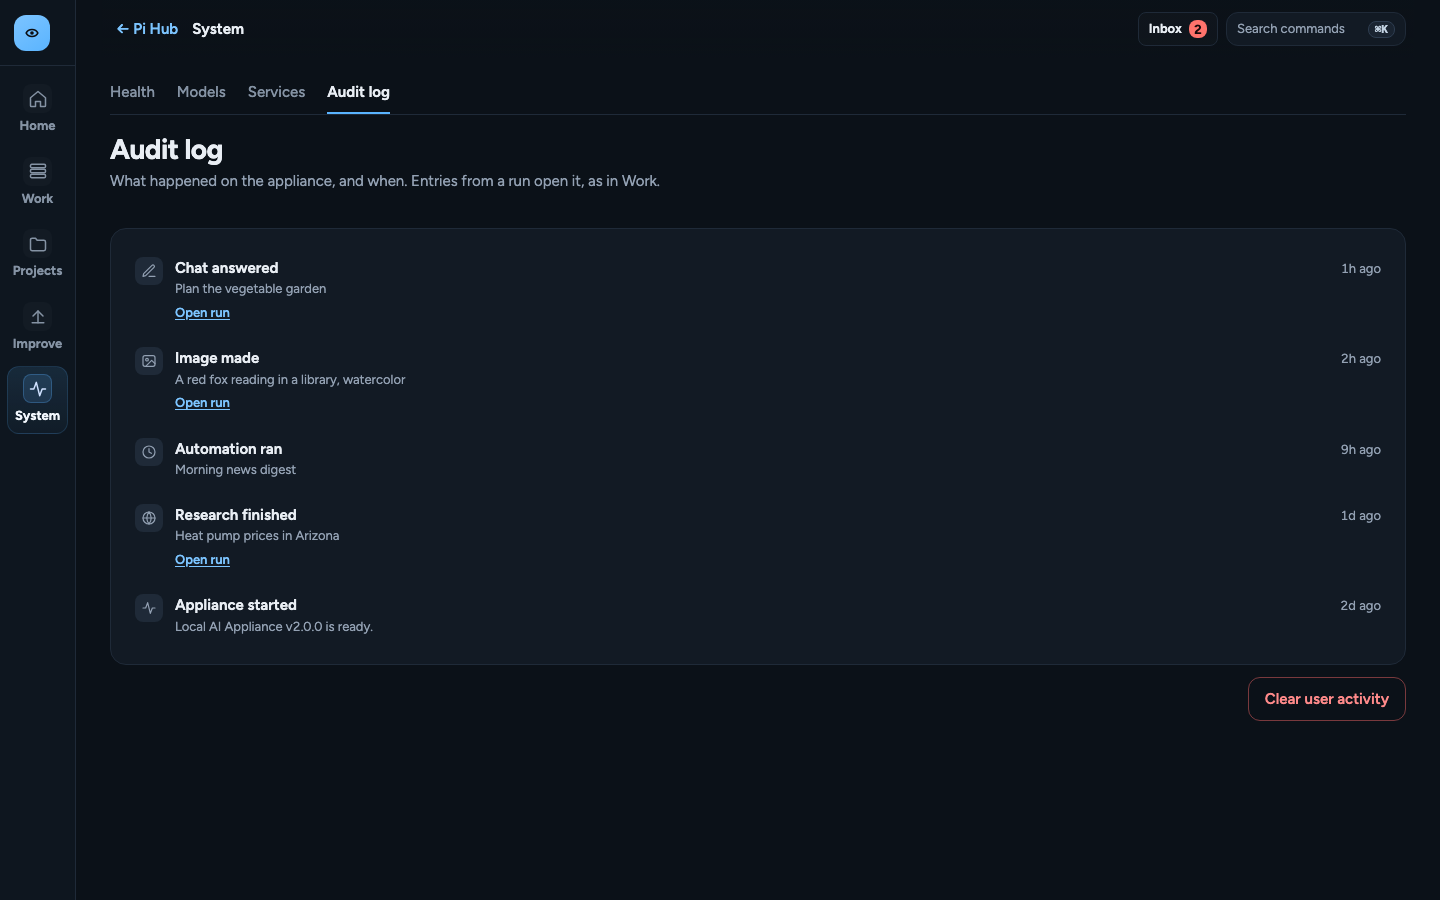 ← Pi Hub System
Inbox 2
Search commands ⌘K
Home
Work
Projects
Improve
System
Health Models Services Audit log
Audit log
What happened on the appliance, and when. Entries from a run open it, as in Work.
Chat answered 1h ago
Plan the vegetable garden
Open run
Image made 2h ago
A red fox reading in a library, watercolor
Open run
Automation ran 9h ago
Morning news digest
Research finished 1d ago
Heat pump prices in Arizona
Open run
Appliance started 2d ago
Local AI Appliance v2.0.0 is ready.
Clear user activity